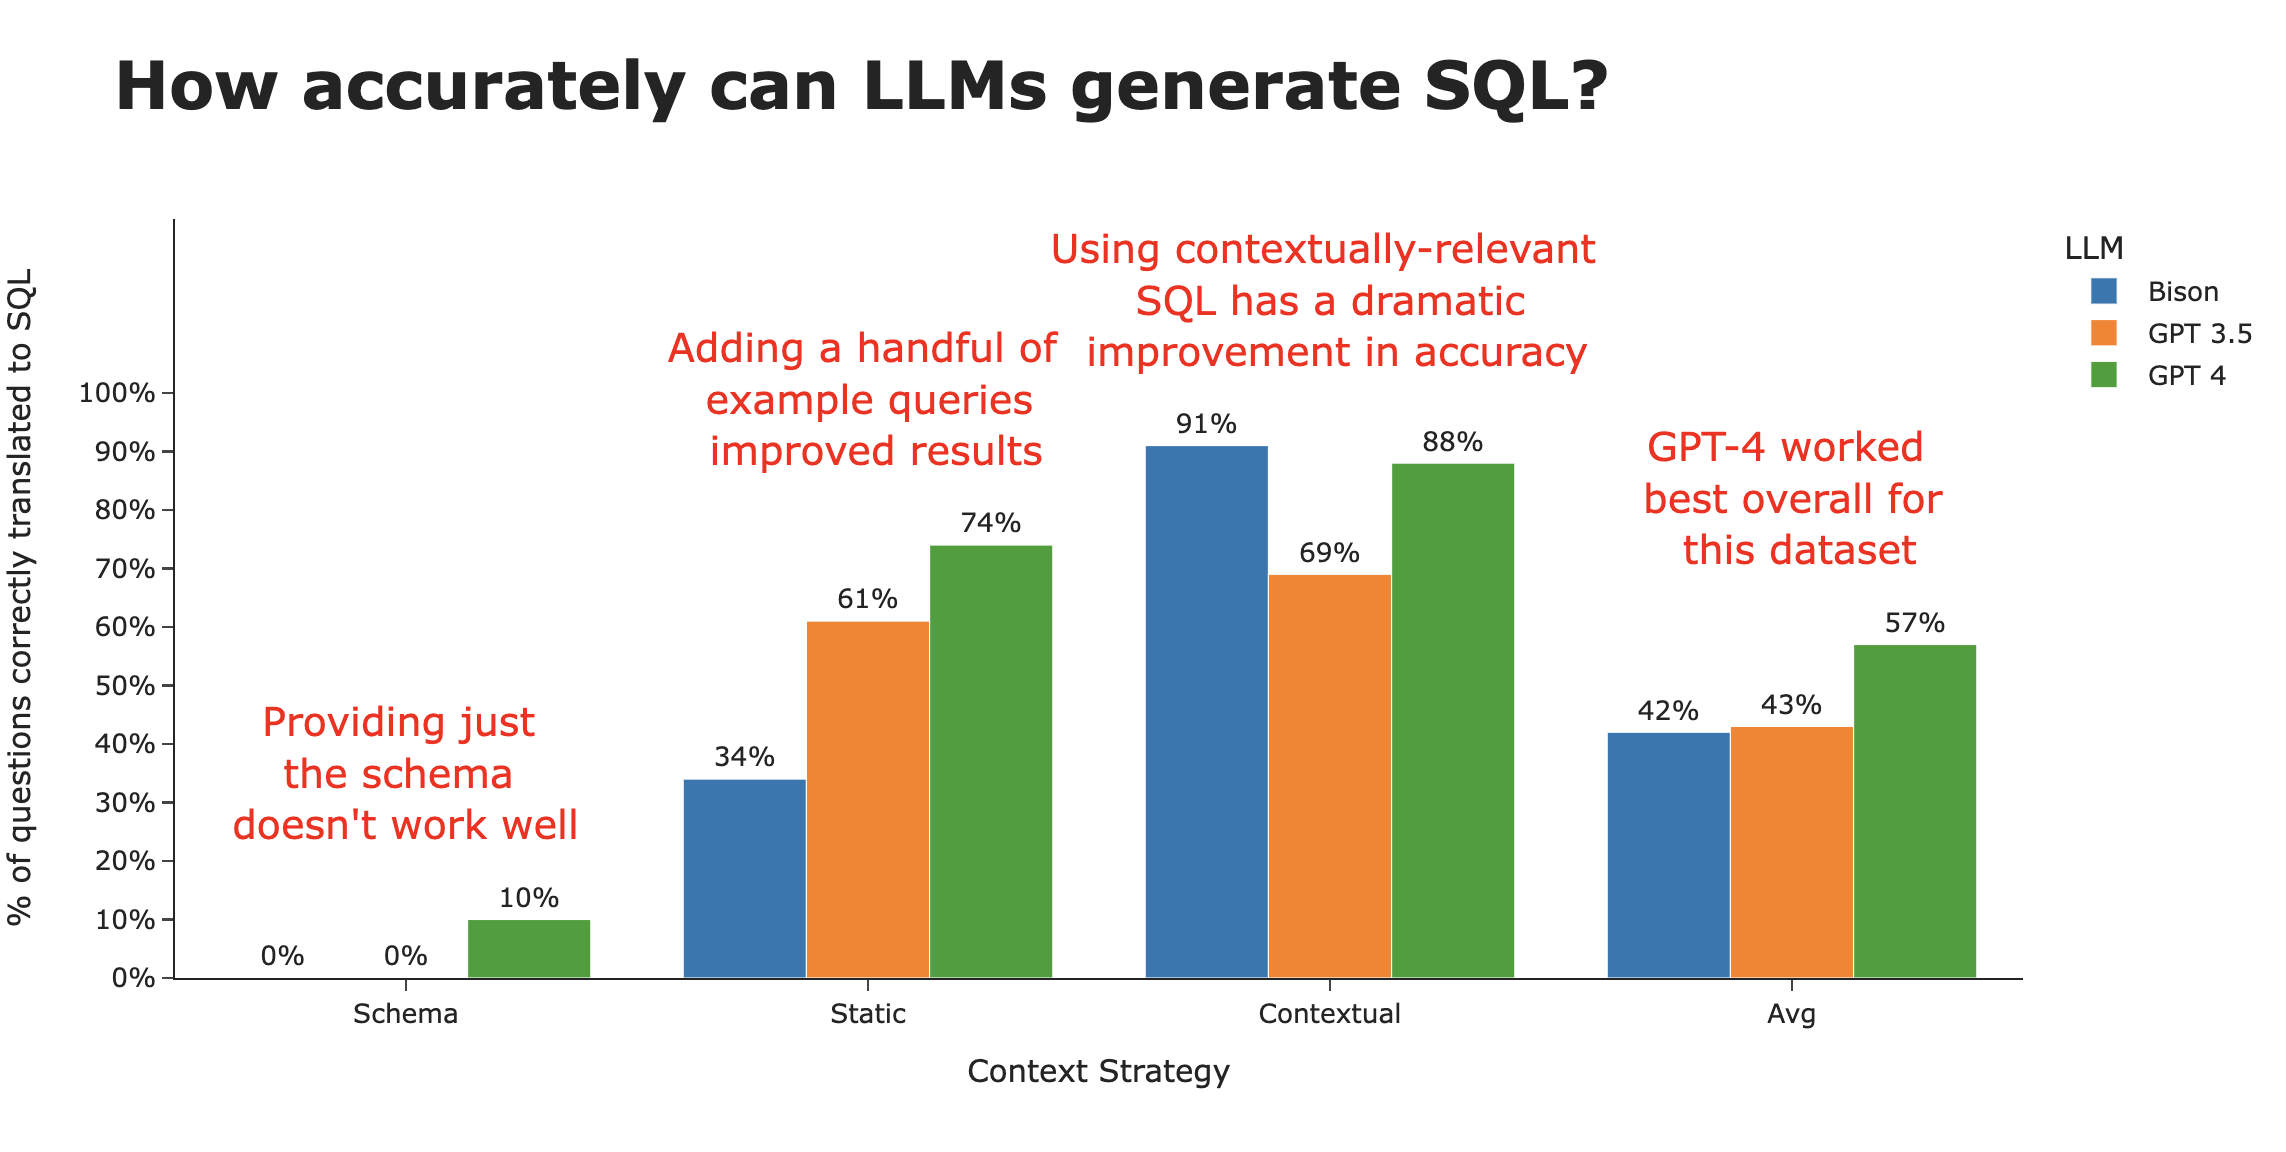 How accurately can LLMs generate SQL?
% of questions correctly translated to SQL
100%
90%
80%
70%
60%
50%
40%
30%
20%
10%
0%
Providing just
the schema
doesn't work well
0%
0%
10%
Adding a handful of
example queries
improved results
34%
61%
74%
Using contextually-relevant
SQL has a dramatic
improvement in accuracy
91%
69%
88%
GPT-4 worked
best overall for
this dataset
42%
43%
57%
Schema
Static
Contextual
Avg
Context Strategy
LLM
Bison
GPT 3.5
GPT 4